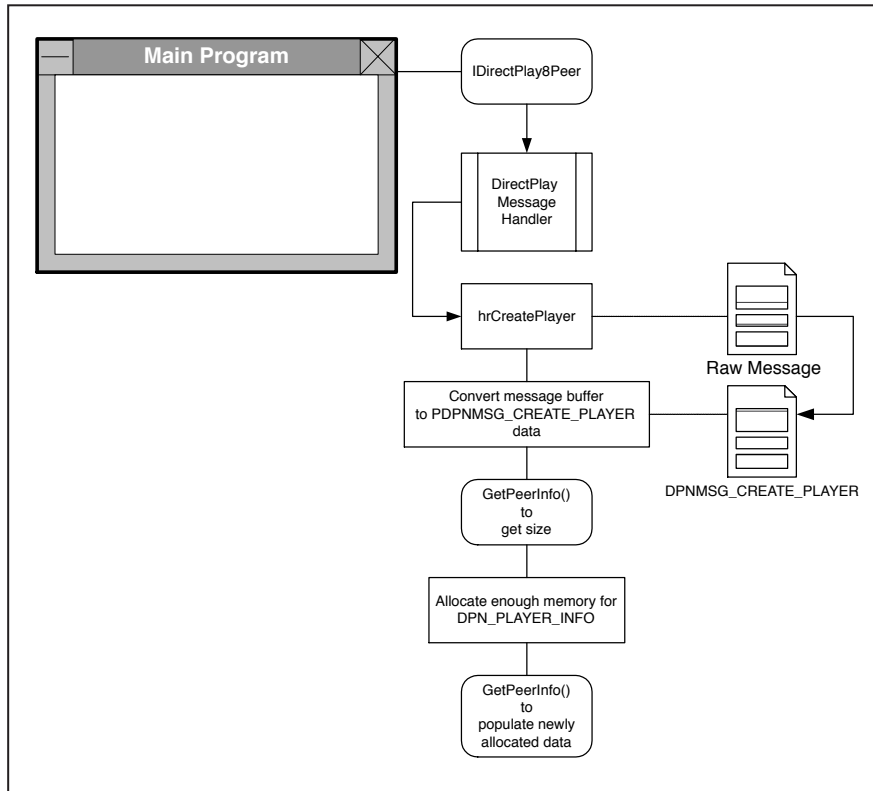 Main Program
IDirectPlay8Peer
DirectPlay
Message
Handler
hrCreatePlayer
Raw Message
Convert message buffer
to PDPNMSG_CREATE_PLAYER
data
DPNMSG_CREATE_PLAYER
GetPeerInfo()
to
get size
Allocate enough memory for
DPN_PLAYER_INFO
GetPeerInfo()
to
populate newly
allocated data